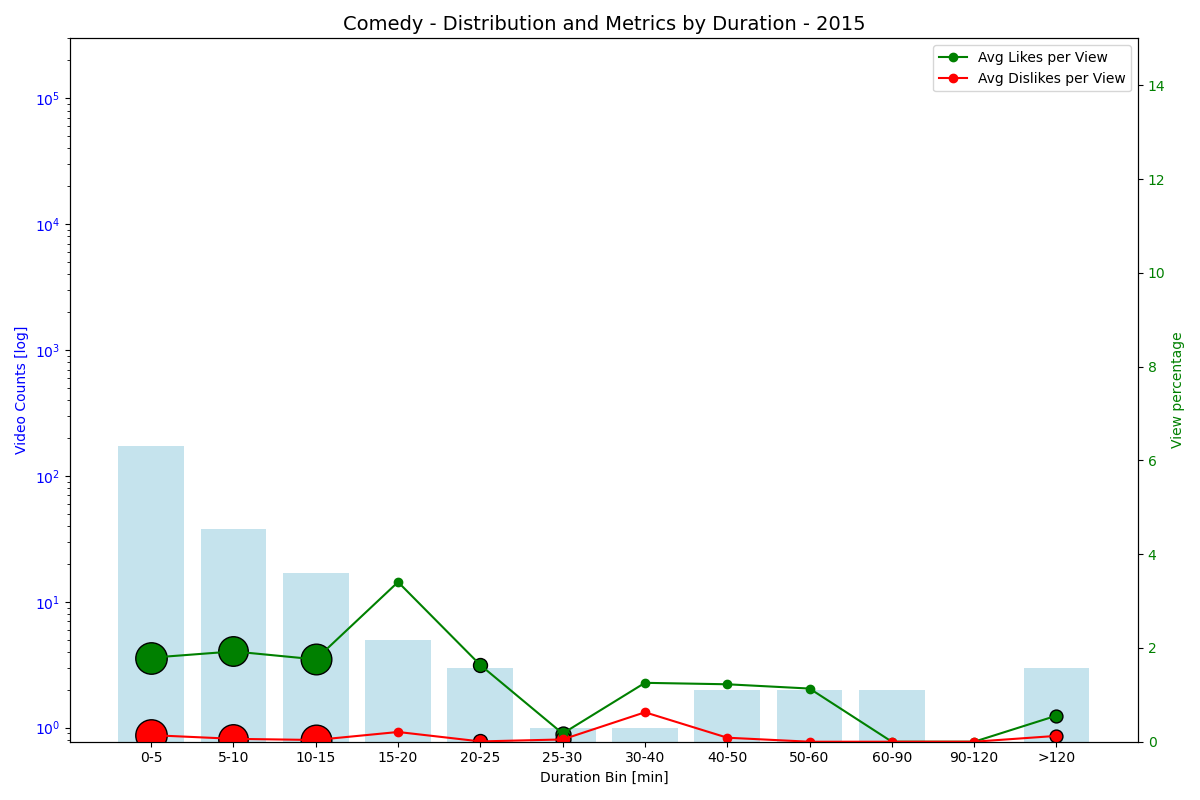 Comedy - Distribution and Metrics by Duration - 2015
Avg Likes per View
Avg Dislikes per View
Video Counts [log]
10^5
10^4
10^3
10^2
10^1
10^0
View percentage
14
12
10
8
6
4
2
0
0-5 5-10 10-15 15-20 20-25 25-30 30-40 40-50 50-60 60-90 90-120 >120
Duration Bin [min]